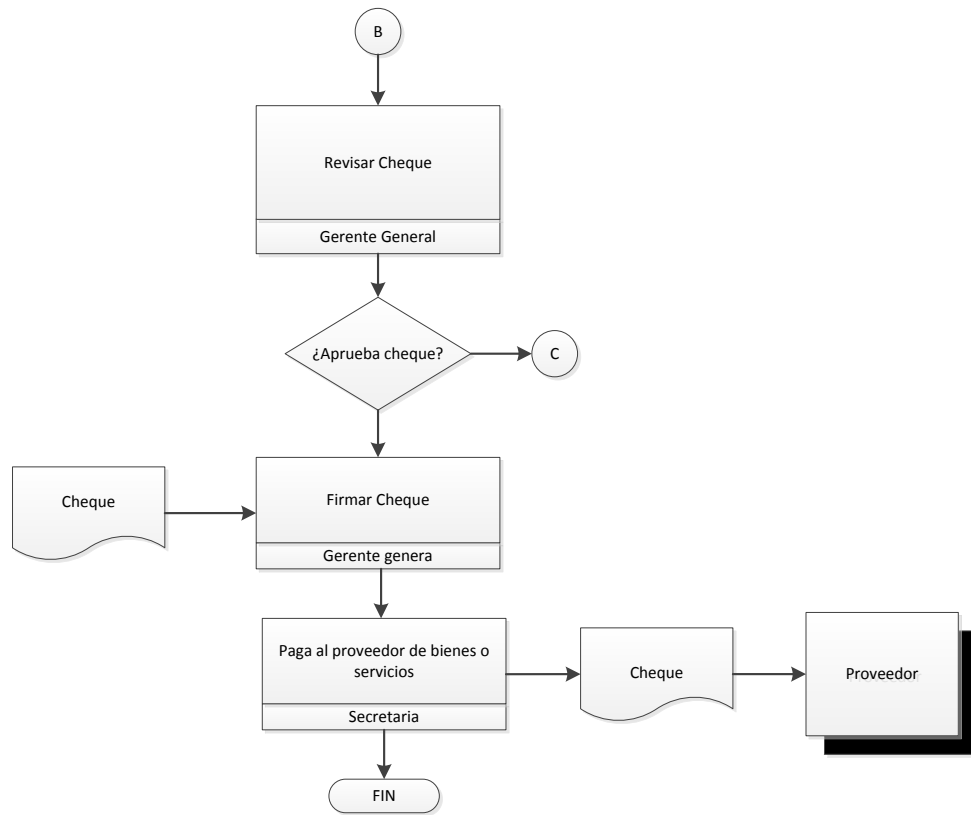 B
Revisar Cheque
Gerente General
¿Aprueba cheque?
C
Cheque
Firmar Cheque
Gerente genera
Paga al proveedor de bienes o
servicios
Secretaria
Cheque
Proveedor
FIN